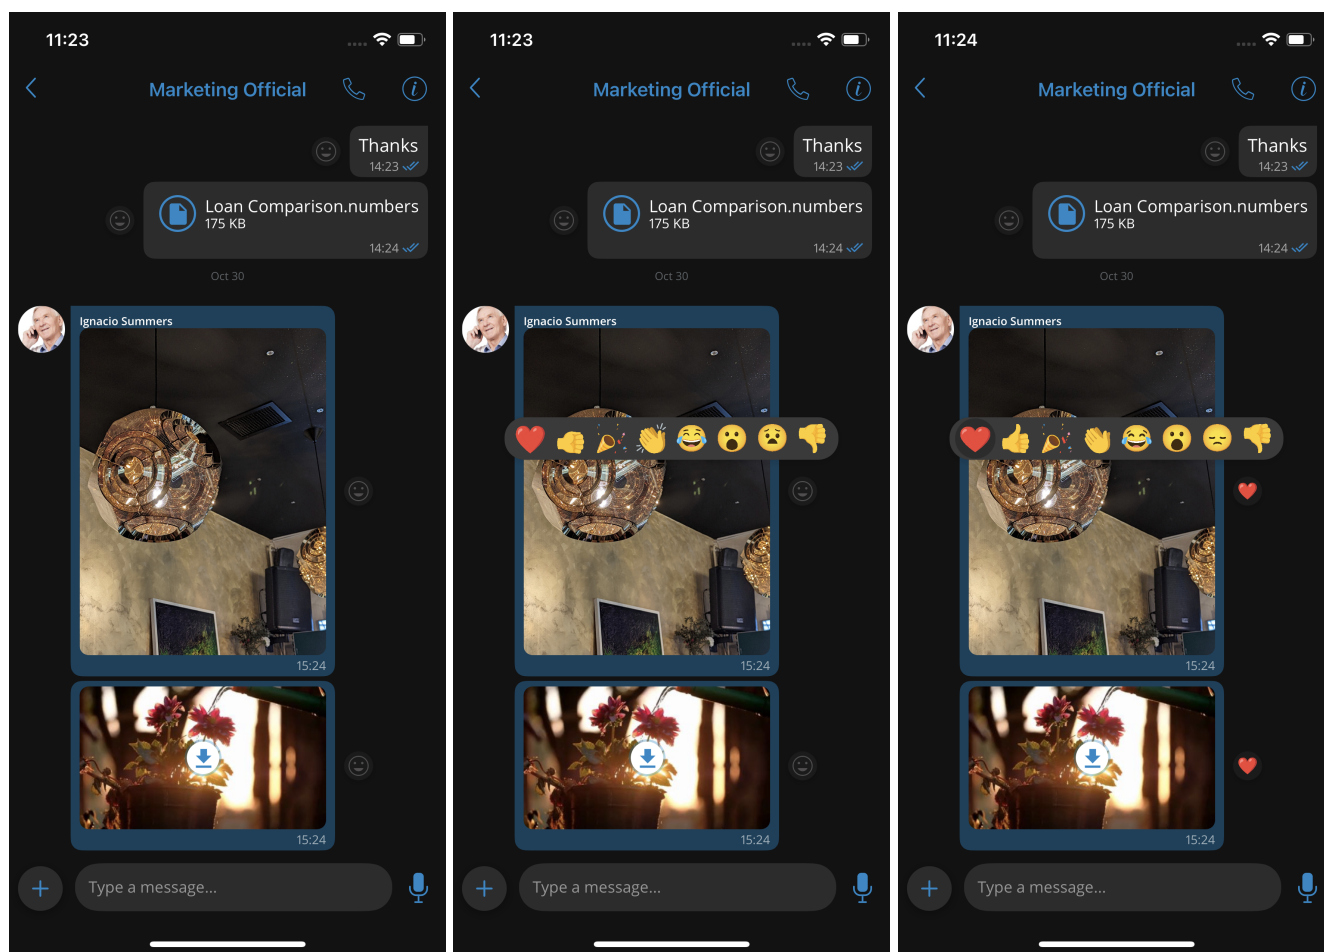 11:23
Marketing Official
Thanks
14:23
Loan Comparison.numbers
175 KB
14:24
Oct 30
Ignacio Summers
15:24
15:24
Type a message...
11:23
Marketing Official
Thanks
14:23
Loan Comparison.numbers
175 KB
14:24
Oct 30
Ignacio Summers
15:24
15:24
Type a message...
11:24
Marketing Official
Thanks
14:23
Loan Comparison.numbers
175 KB
14:24
Oct 30
Ignacio Summers
15:24
15:24
Type a message...